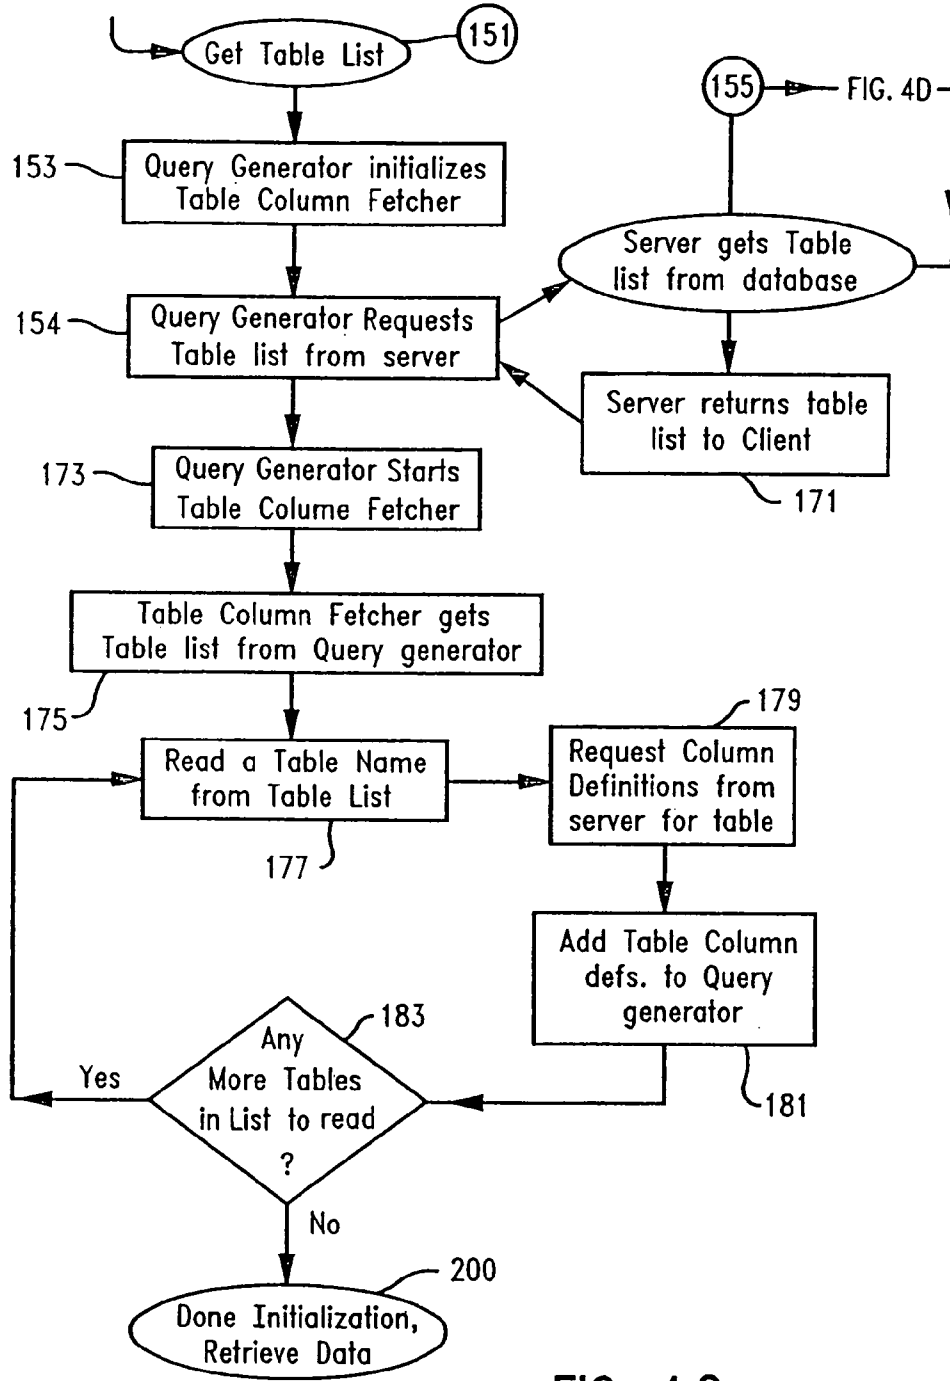 Get Table List
151
155
FIG. 4D
153
Query Generator initializes
Table Column Fetcher
Server gets Table
list from database
154
Query Generator Requests
Table list from server
Server returns table
list to Client
171
173
Query Generator Starts
Table Colume Fetcher
Table Column Fetcher gets
Table list from Query generator
175
179
Read a Table Name
from Table List
177
Request Column
Definitions from
server for table
Add Table Column
defs. to Query
generator
181
183
Any
More Tables
in List to read
?
Yes
No
200
Done Initialization,
Retrieve Data